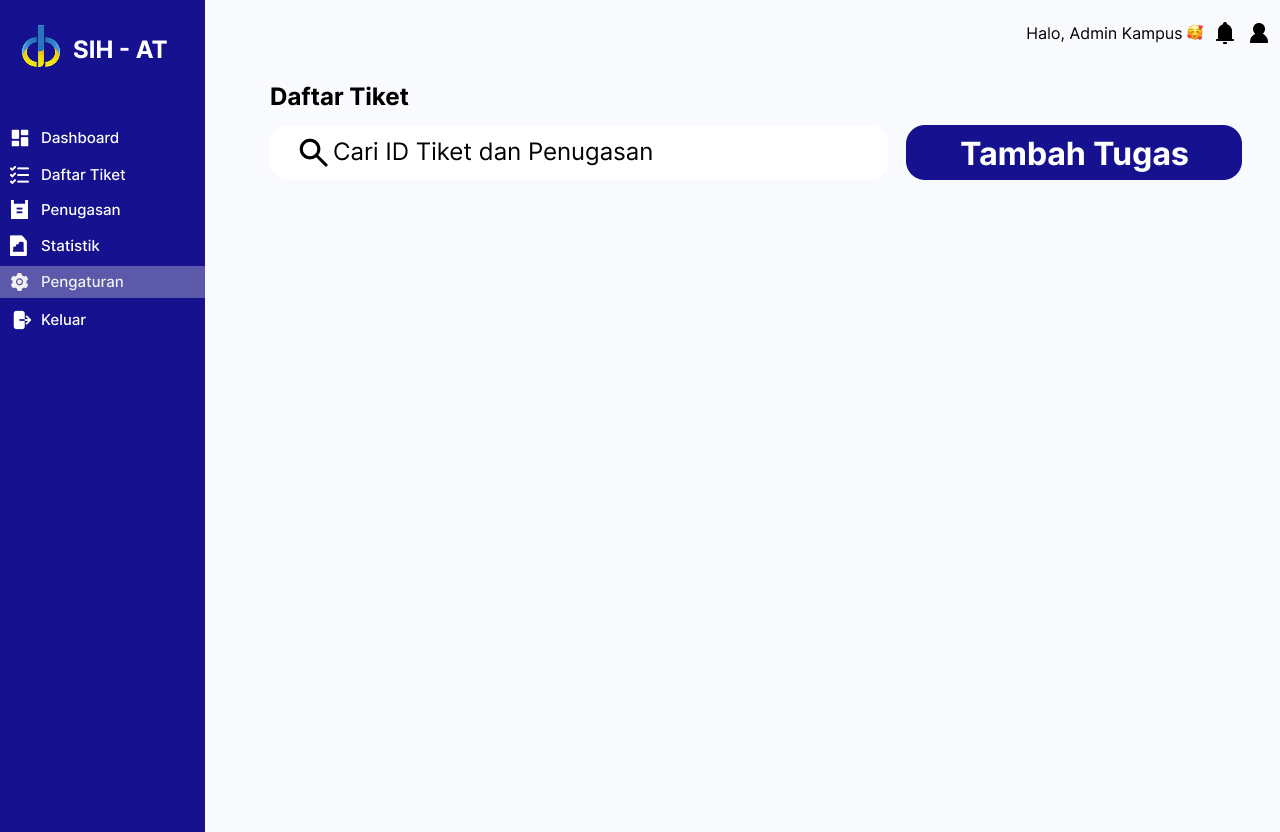 SIH - AT
Dashboard
Daftar Tiket
Penugasan
Statistik
Pengaturan
Keluar
Halo, Admin Kampus 🥰
Daftar Tiket
Cari ID Tiket dan Penugasan
Tambah Tugas